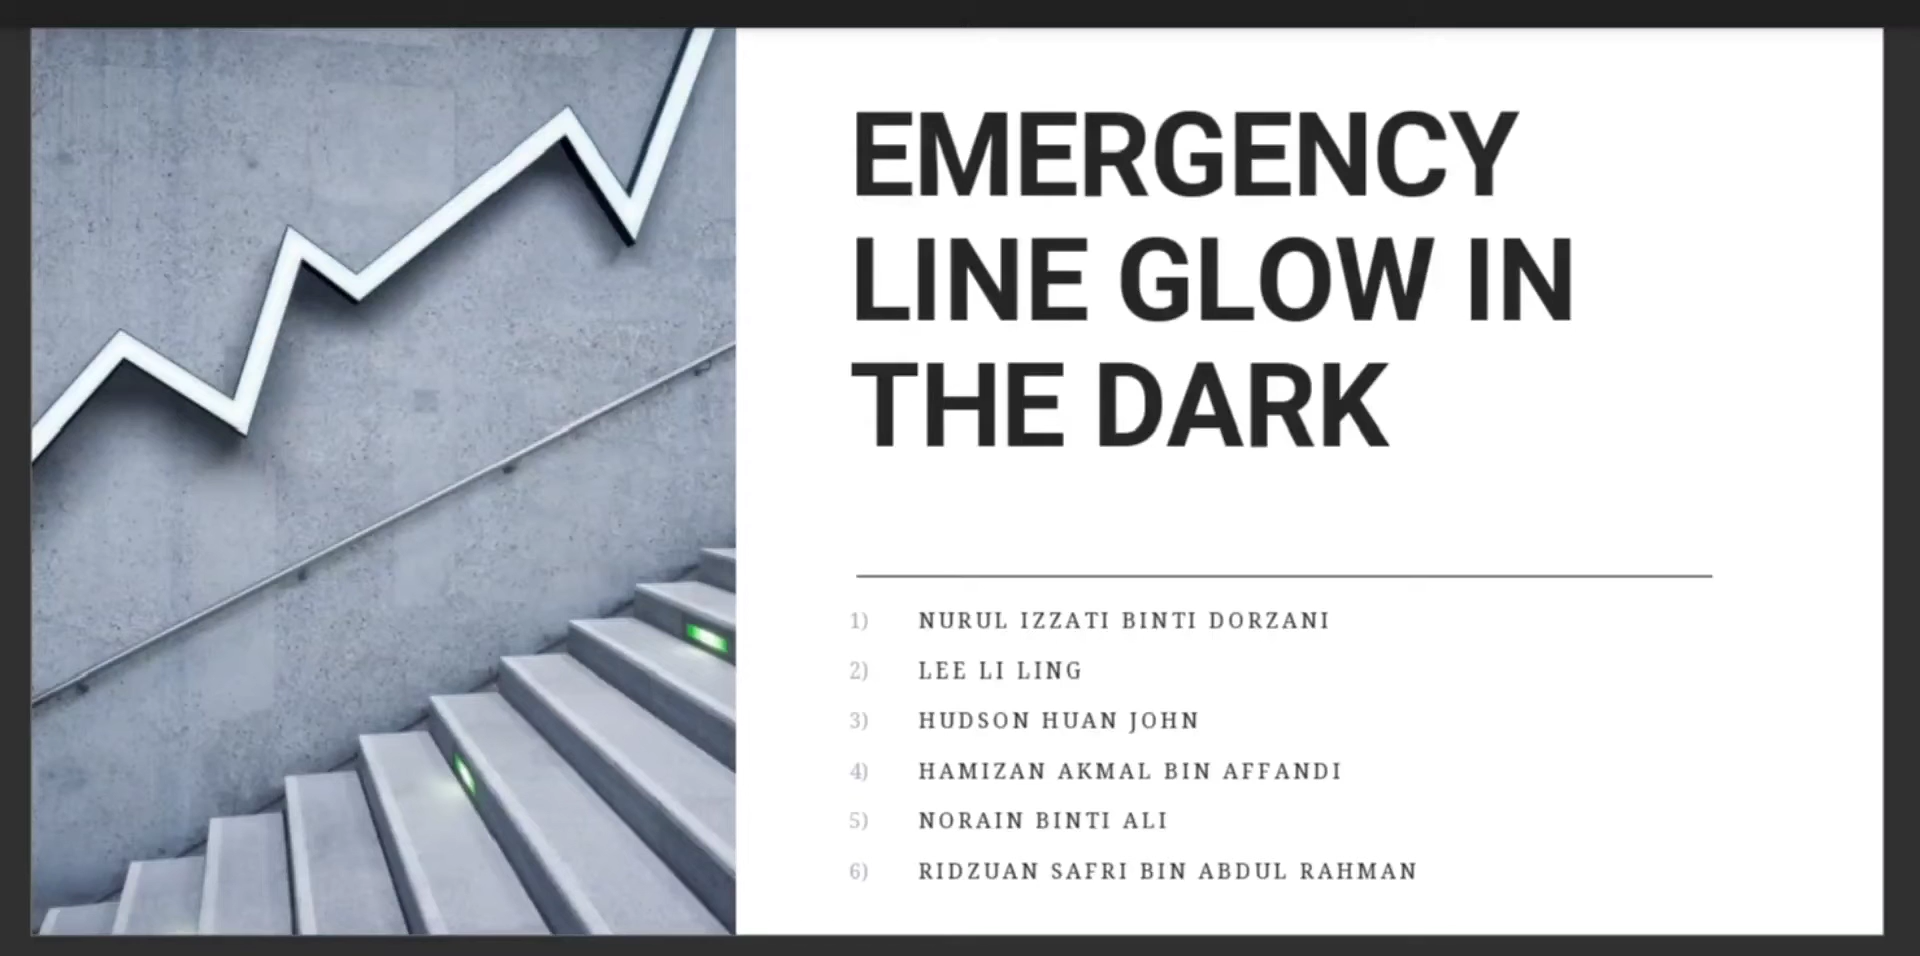 EMERGENCY
LINE GLOW IN
THE DARK
1) NURUL IZZATI BINTI DORZANI
2) LEE LI LING
3) HUDSON HUAN JOHN
4) HAMIZAN AKMAL BIN AFFANDI
5) NORAIN BINTI ALI
6) RIDZUAN SAFRI BIN ABDUL RAHMAN